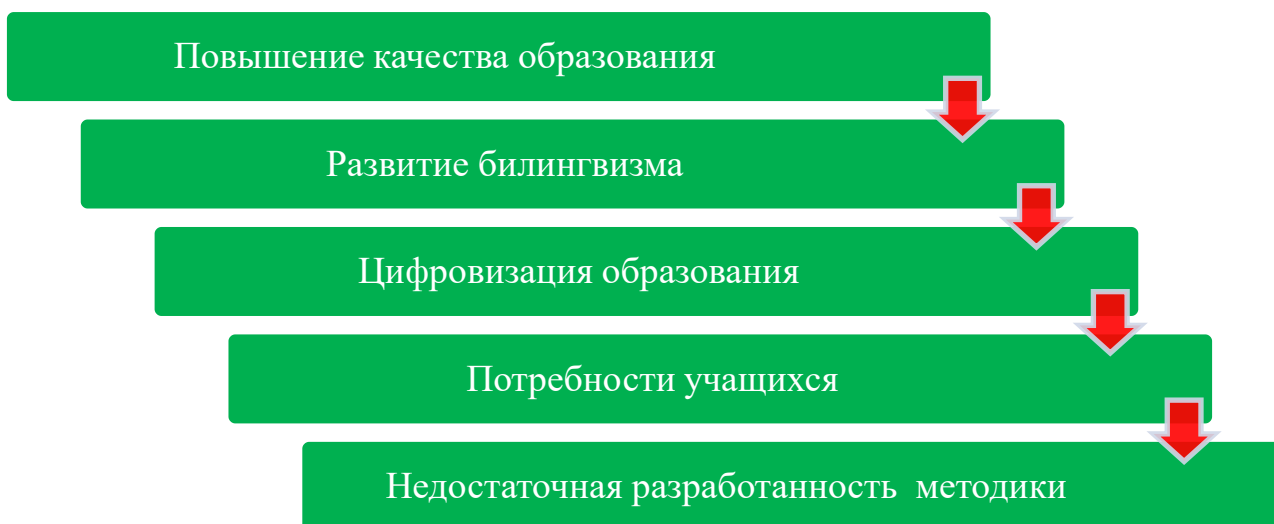 Повышение качества образования
Развитие билингвизма
Цифровизация образования
Потребности учащихся
Недостаточная разработанность методики